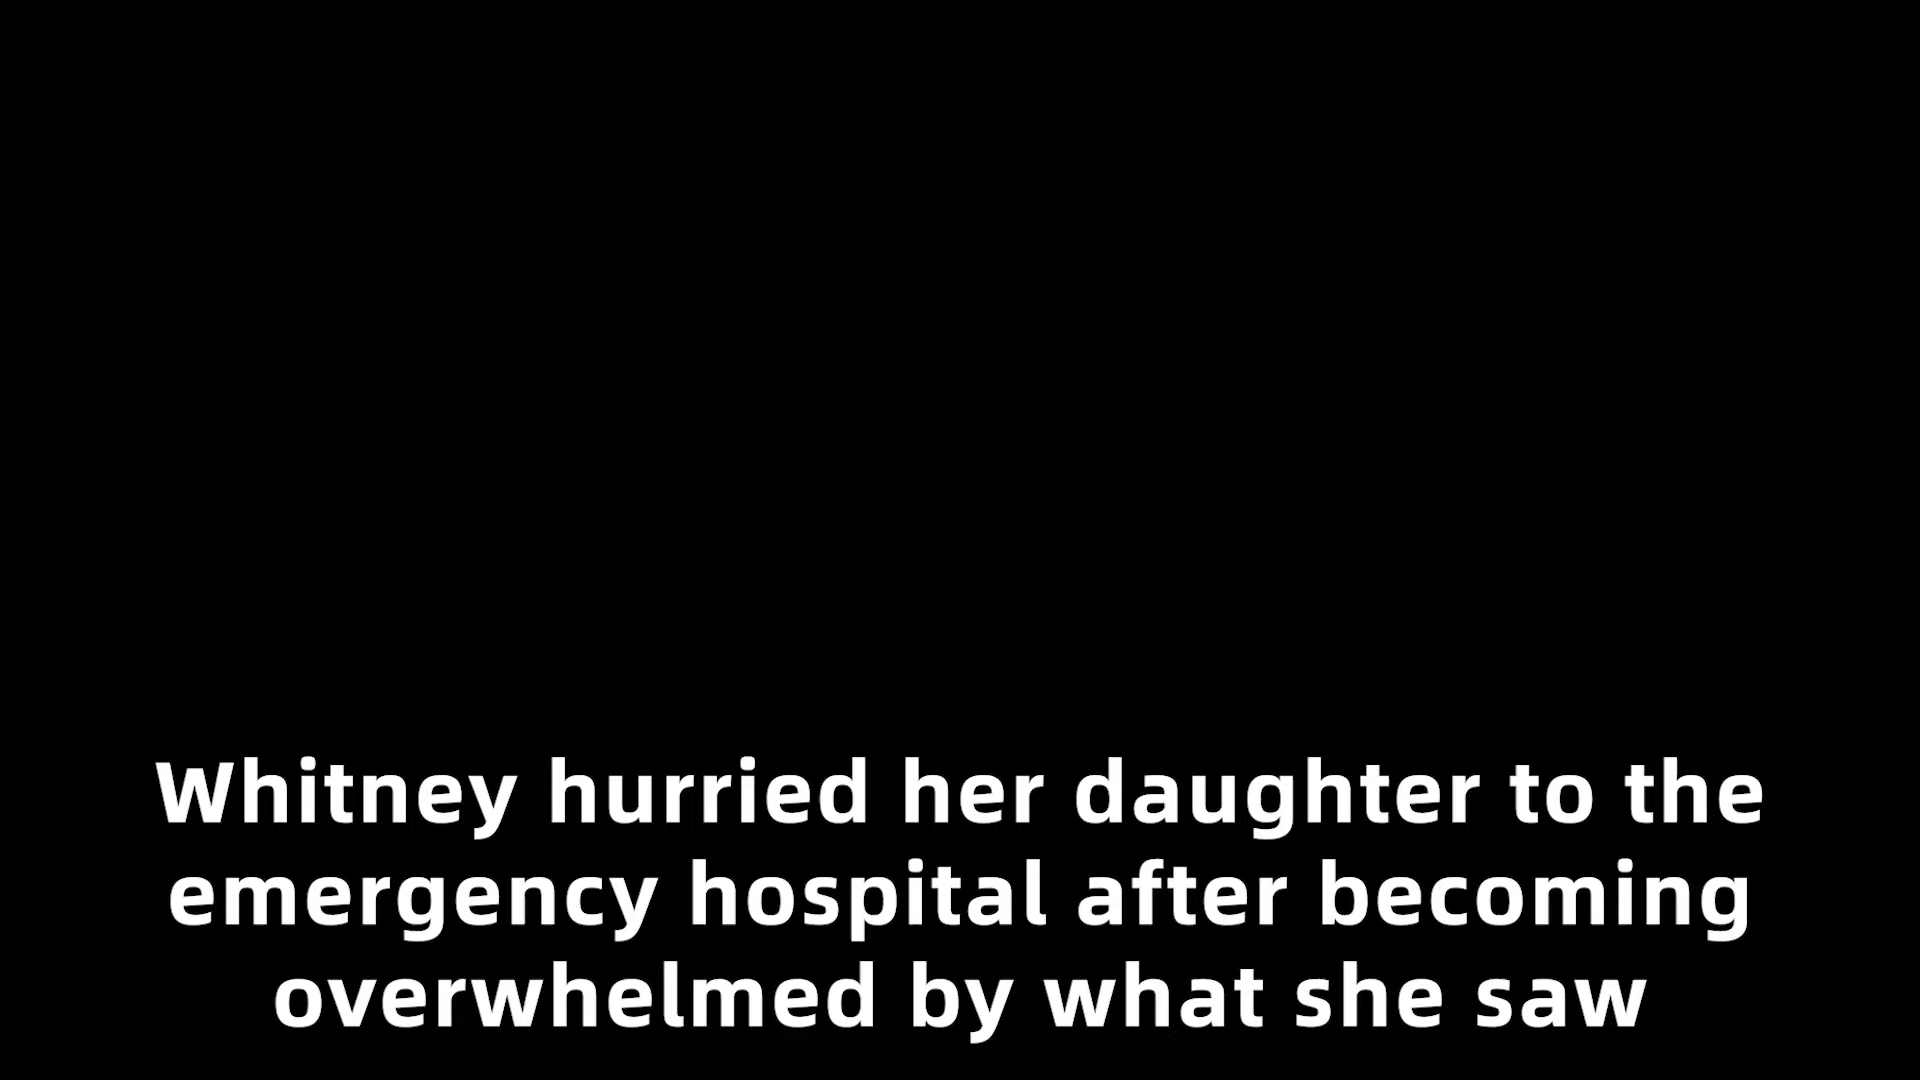 Whitney hurried her daughter to the
emergency hospital after becoming
overwhelmed by what she saw